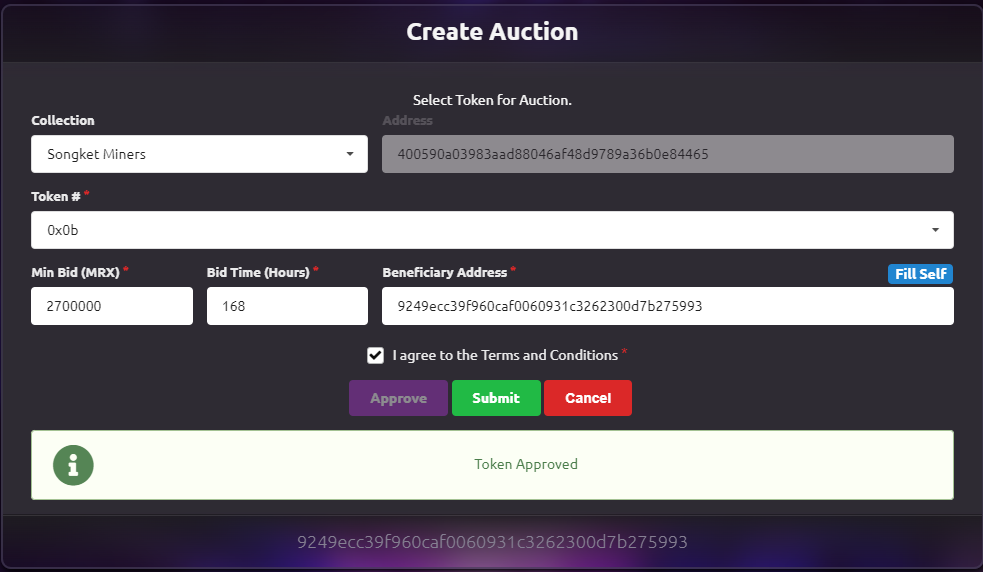 Create Auction
Select Token for Auction.
Collection
Address
Songket Miners
400590a03983aad88046af48d9789a36b0e84465
Token # *
0x0b
Min Bid (MRX) *
Bid Time (Hours) *
Beneficiary Address *
Fill Self
2700000
168
9249ecc39f960caf0060931c3262300d7b275993
I agree to the Terms and Conditions *
Approve
Submit
Cancel
Token Approved
9249ecc39f960caf0060931c3262300d7b275993